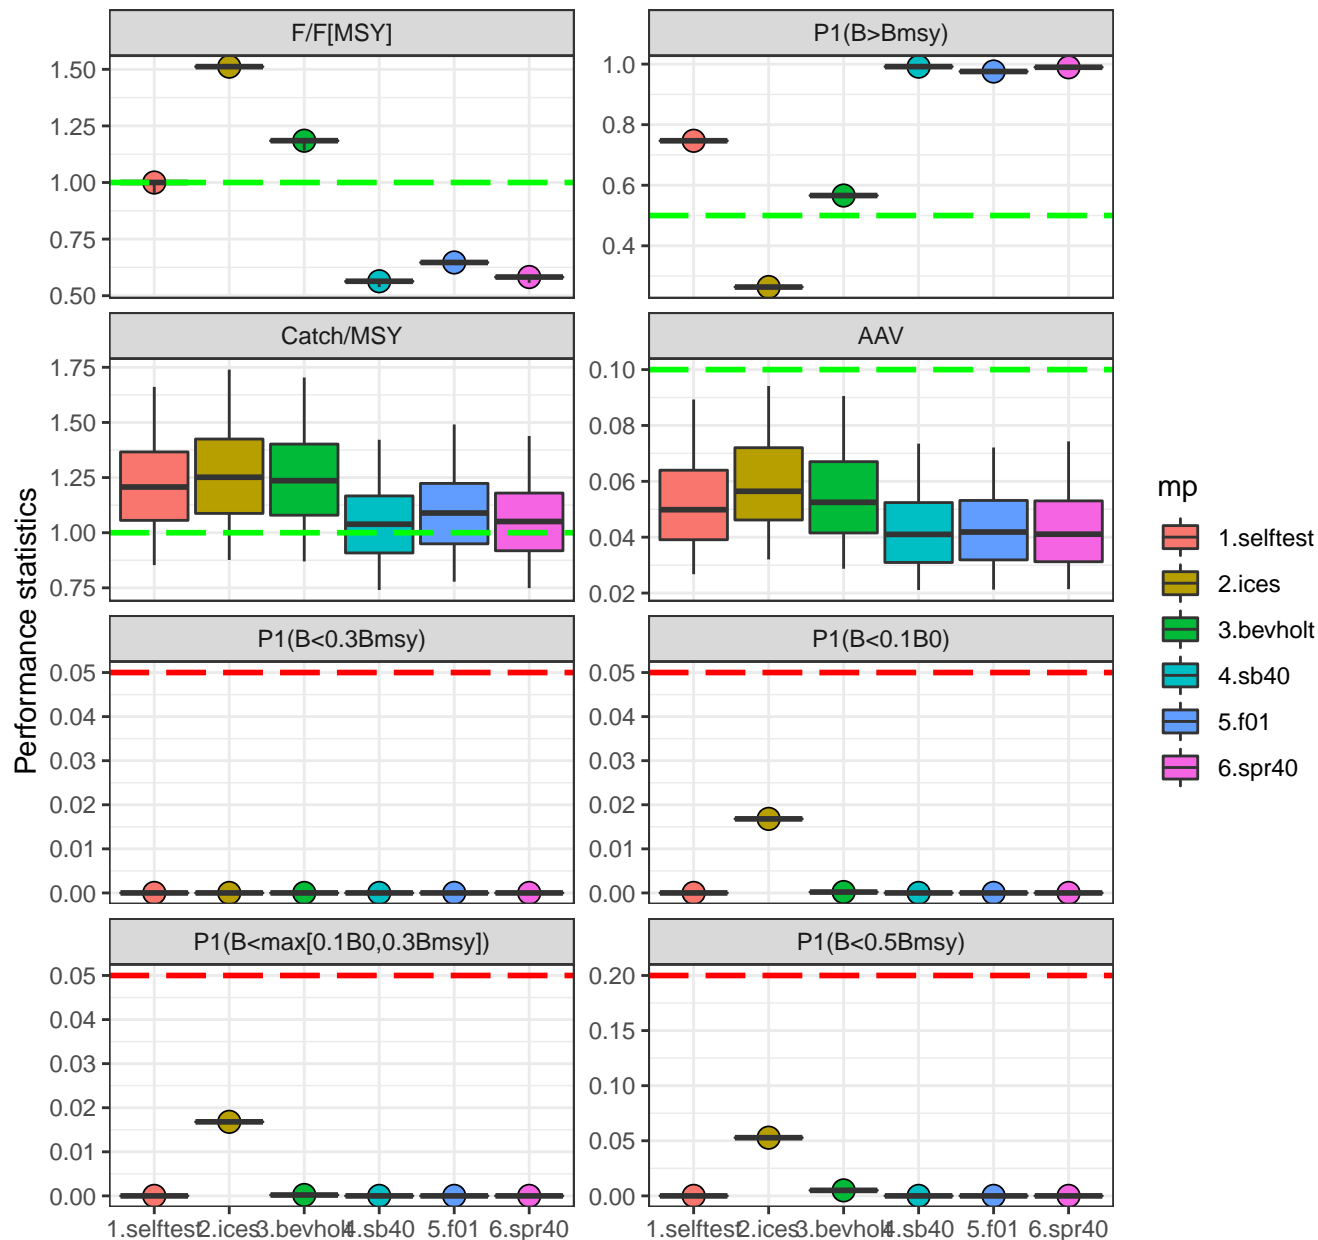 F/F[MSY]
P1(B>Bmsy)
1.50
1.25
1.00
0.75
0.50
1.0
0.8
0.6
0.4
Catch/MSY
AAV
1.75
1.50
1.25
1.00
0.75
0.10
0.08
0.06
0.04
0.02
P1(B<0.3Bmsy)
P1(B<0.1B0)
0.05
0.04
0.03
0.02
0.01
0.00
0.05
0.04
0.03
0.02
0.01
0.00
P1(B<max[0.1B0,0.3Bmsy])
P1(B<0.5Bmsy)
0.05
0.04
0.03
0.02
0.01
0.00
0.20
0.15
0.10
0.05
0.00
1.selftest 2.ices 3.bevholt 4.sb40 5.f01 6.spr40
1.selftest 2.ices 3.bevholt 4.sb40 5.f01 6.spr40
Performance statistics
mp
1.selftest
2.ices
3.bevholt
4.sb40
5.f01
6.spr40